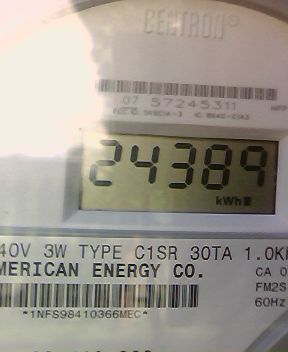 CENTRON®
07 57245311
24389
kWh
40V 3W TYPE C1SR 30TA 1.0K
MERICAN ENERGY CO.
CA 0
FM2S
60Hz
*1NFS98410366MEC*